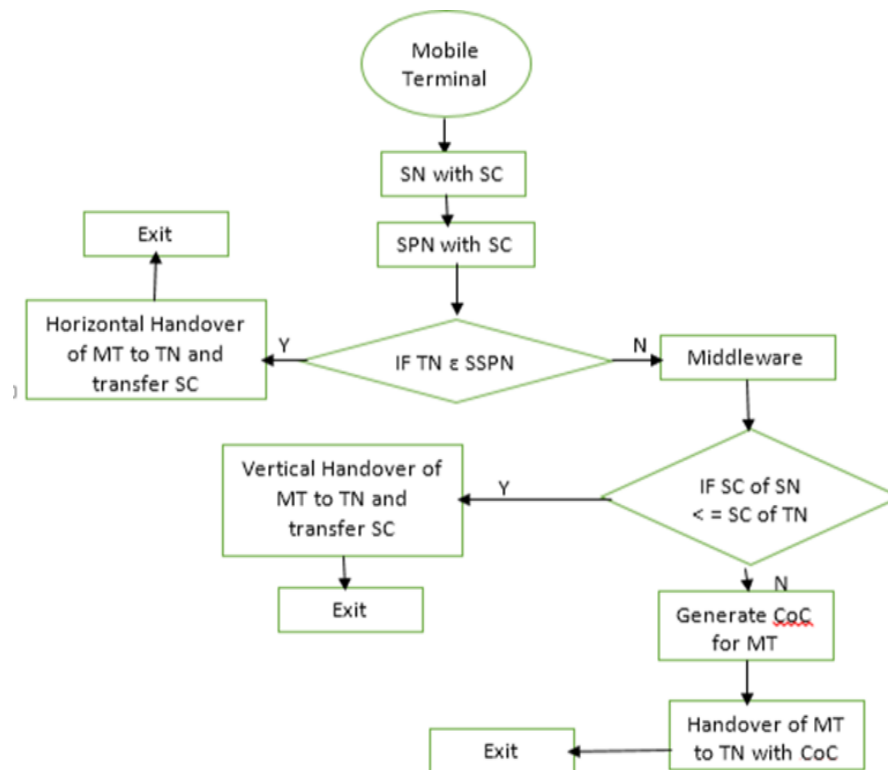 Mobile
Terminal
SN with SC
SPN with SC
Exit
Horizontal Handover
of MT to TN and
transfer SC
Y
IF TN ε SSPN
N
Middleware
Vertical Handover of
MT to TN and
transfer SC
Y
IF SC of SN
< = SC of TN
Exit
N
Generate CoC
for MT
Handover of MT
to TN with CoC
Exit